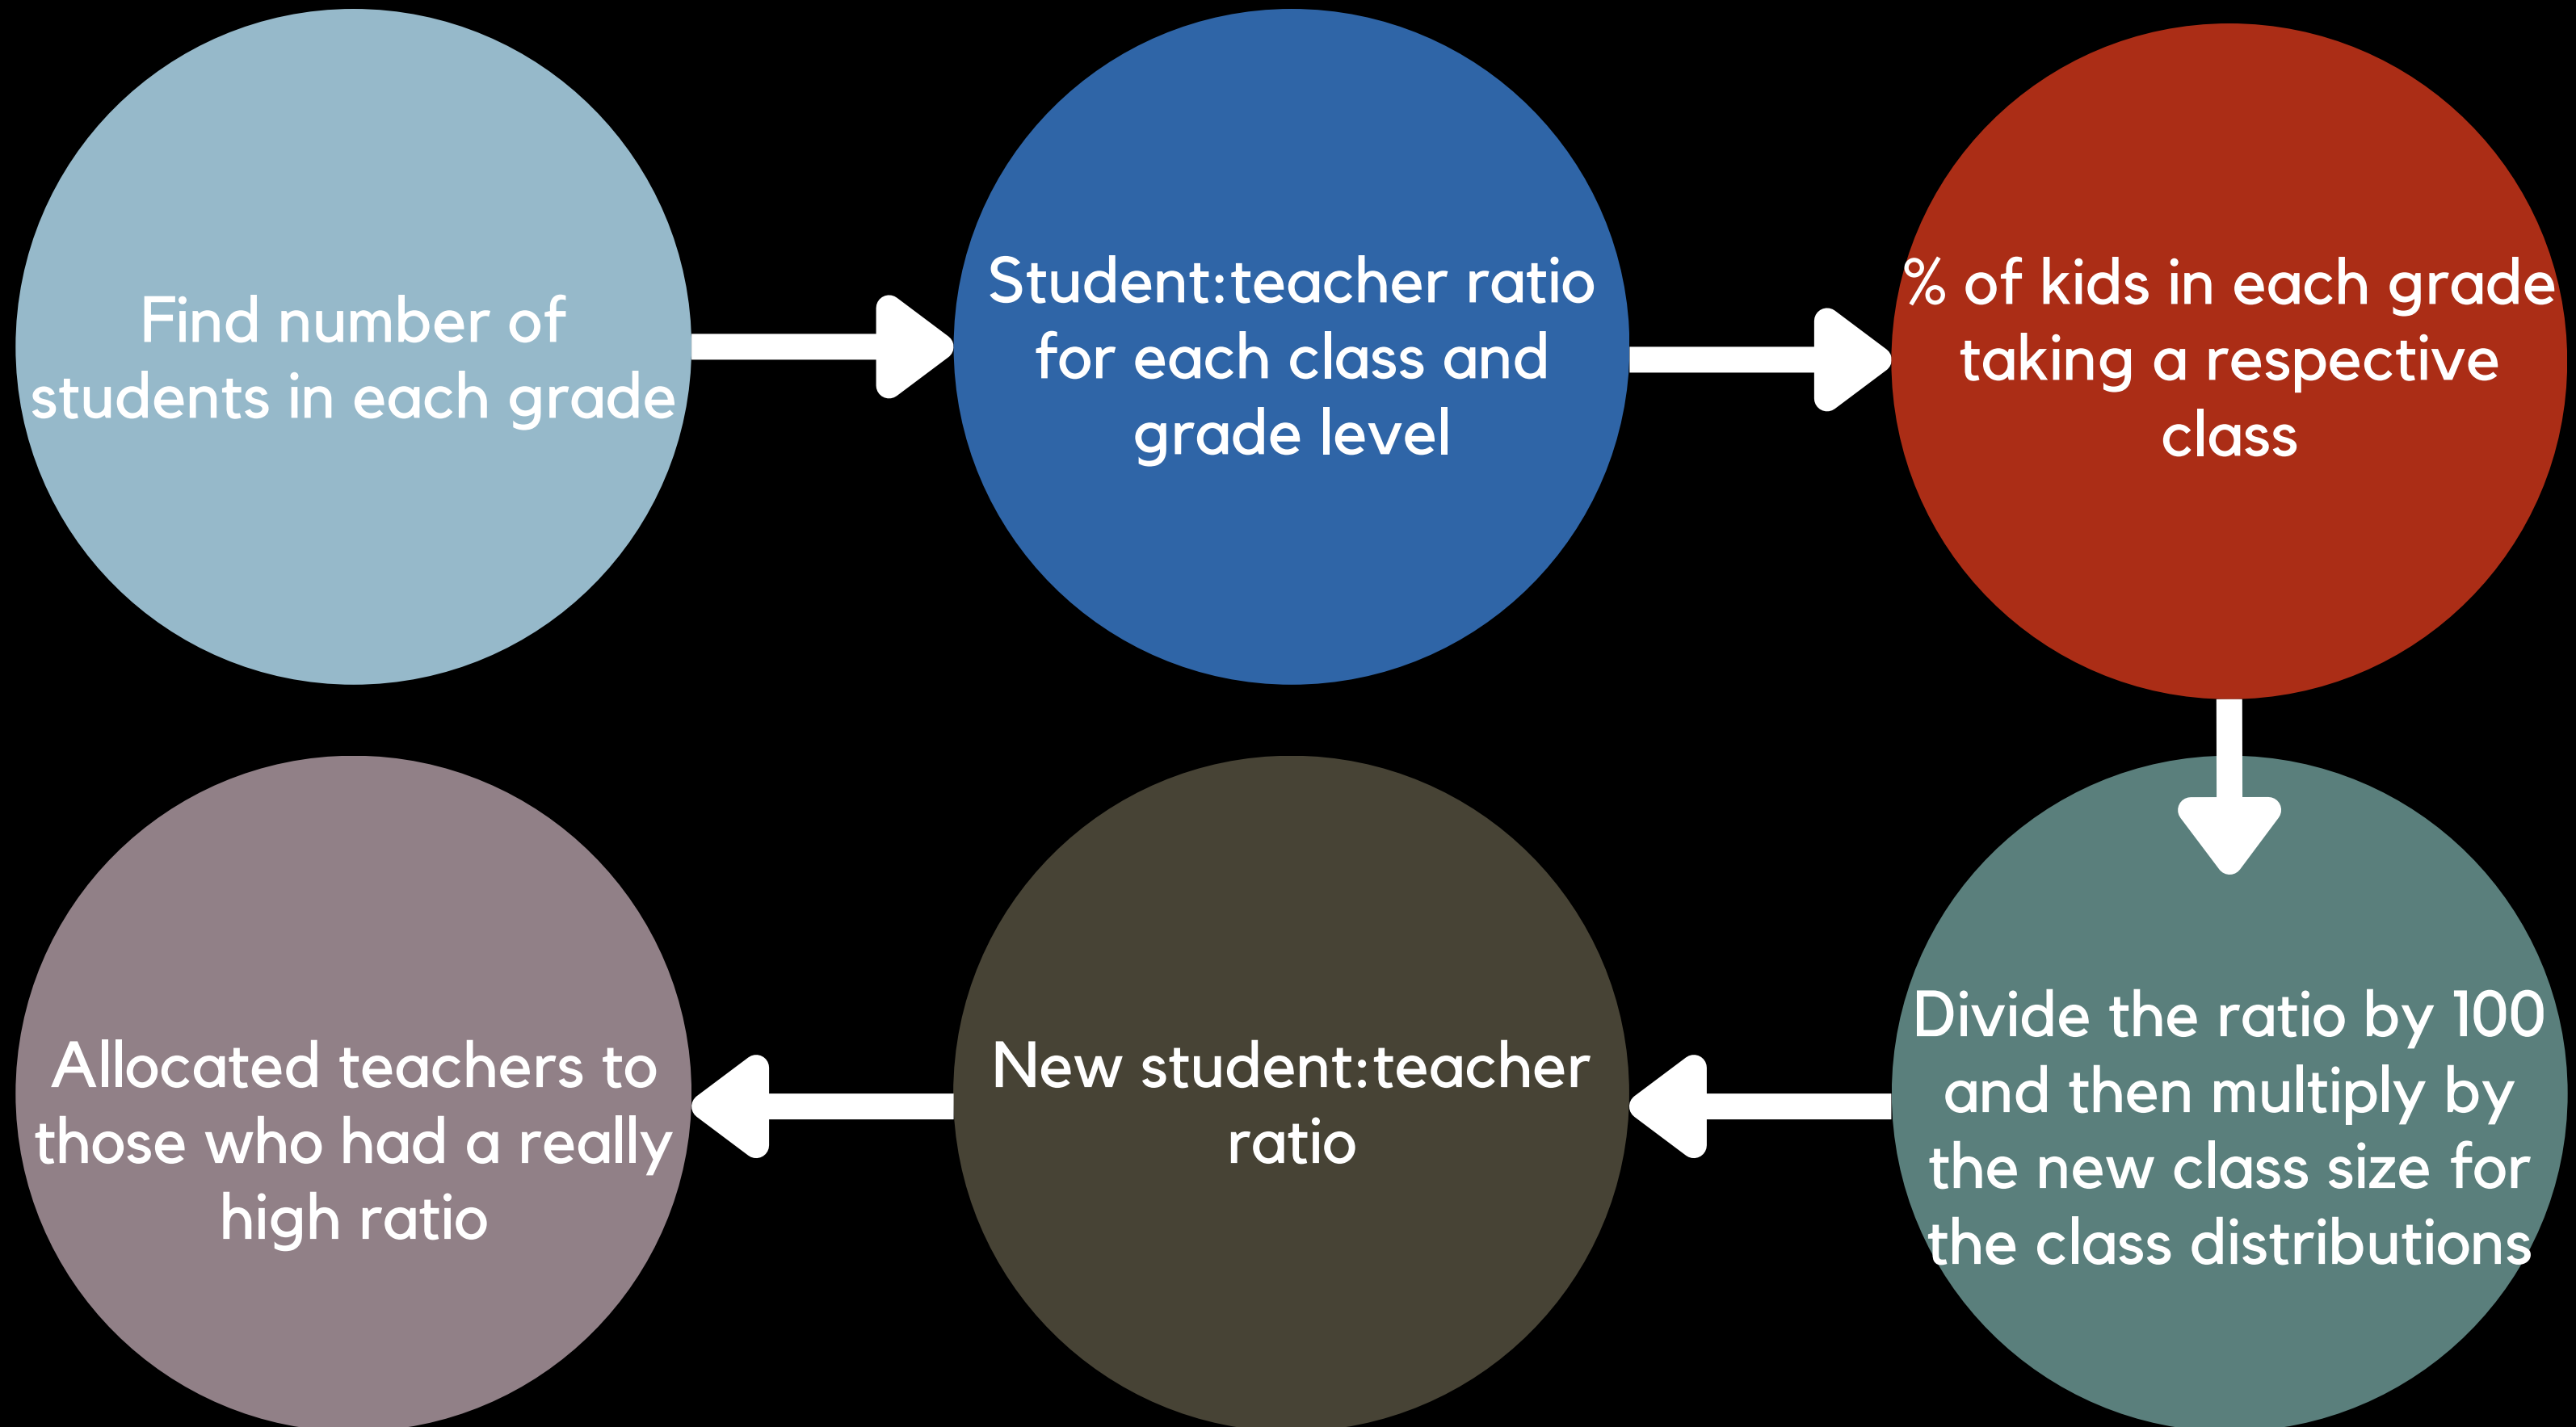 Find number of
students in each grade
Student:teacher ratio
for each class and
grade level
% of kids in each grade
taking a respective
class
Divide the ratio by 100
and then multiply by
the new class size for
the class distributions
New student:teacher
ratio
Allocated teachers to
those who had a really
high ratio